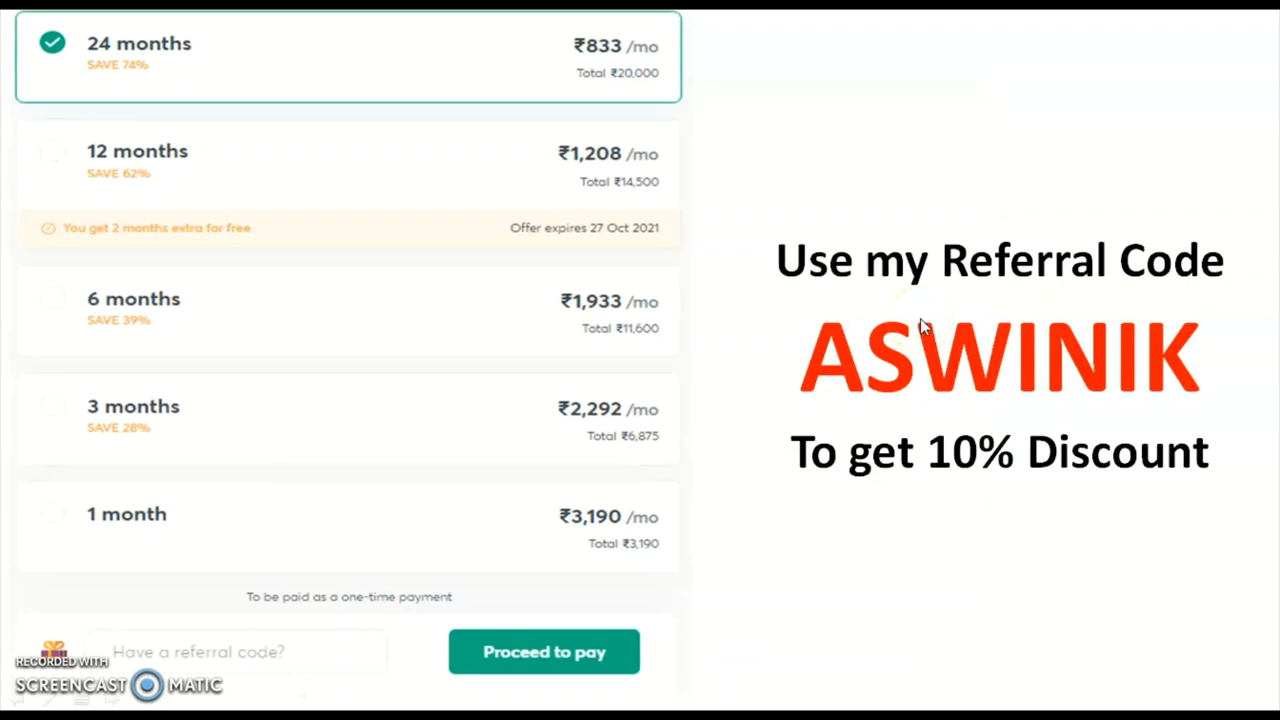 24 months
SAVE 74%
₹833 /mo
Total ₹20,000
12 months
SAVE 62%
₹1,208 /mo
Total ₹14,500
You get 2 months extra for free
Offer expires 27 Oct 2021
6 months
SAVE 39%
₹1,933 /mo
Total ₹11,600
3 months
SAVE 28%
₹2,292 /mo
Total ₹6,875
1 month
₹3,190 /mo
Total ₹3,190
To be paid as a one-time payment
Have a referral code?
Proceed to pay
Use my Referral Code
ASWINIK
To get 10% Discount
RECORDED WITH
SCREENCAST MATIC